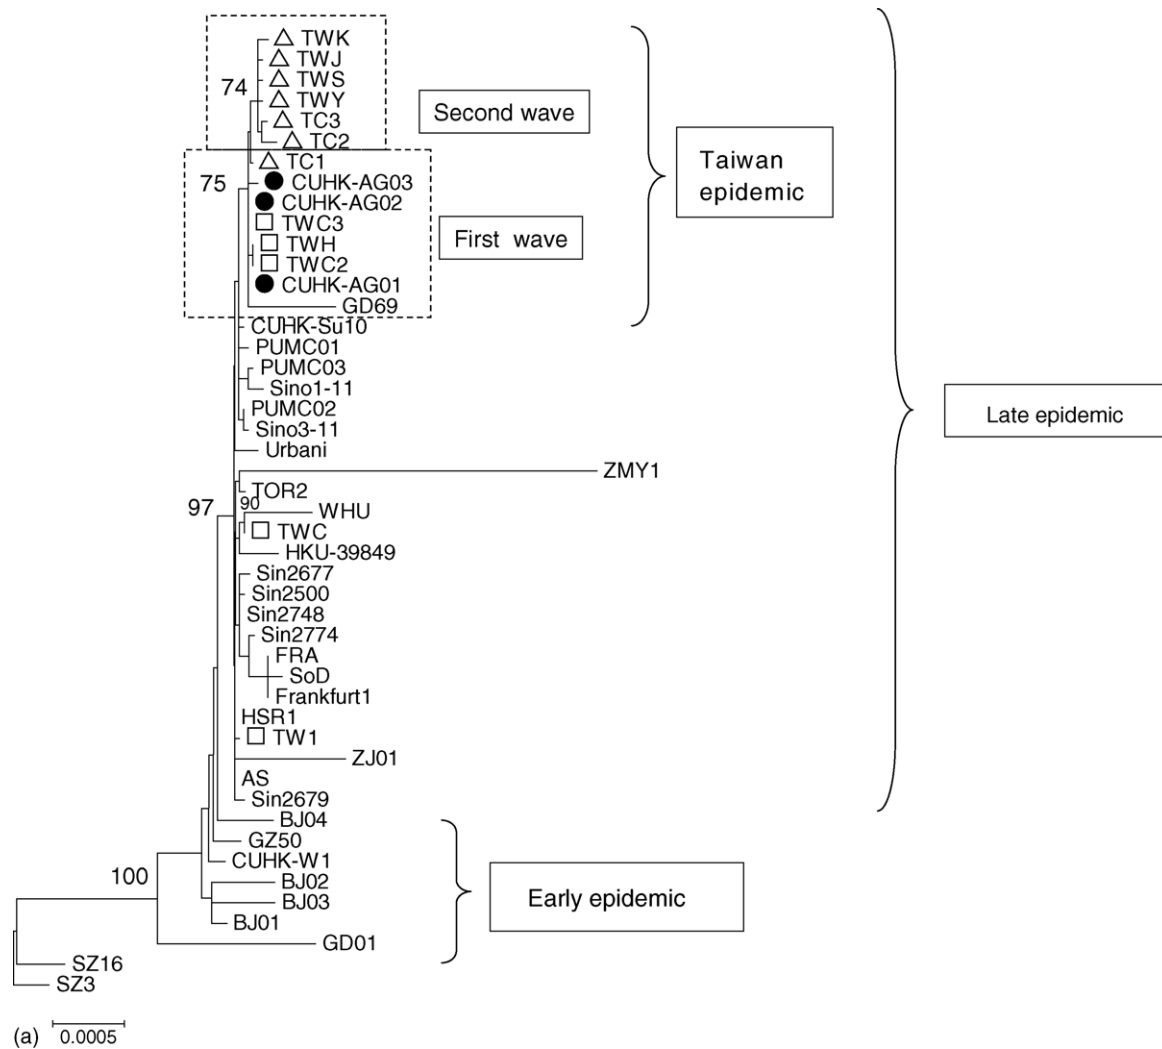 TWK
TWJ
TWS
74
TWY
Second wave
TC3
TC2
Taiwan
epidemic
TC1
75
CUHK-AG03
CUHK-AG02
TWC3
First wave
TWH
TWC2
CUHK-AG01
GD69
CUHK-Su10
PUMC01
PUMC03
Sino1-11
PUMC02
Late epidemic
Sino3-11
Urbani
ZMY1
TOR2
97
90
WHU
TWC
HKU-39849
Sin2677
Sin2500
Sin2748
Sin2774
FRA
SoD
Frankfurt1
HSR1
TW1
ZJ01
AS
Sin2679
BJ04
GZ50
CUHK-W1
100
BJ02
Early epidemic
BJ03
BJ01
GD01
SZ16
SZ3
(a) 0.0005